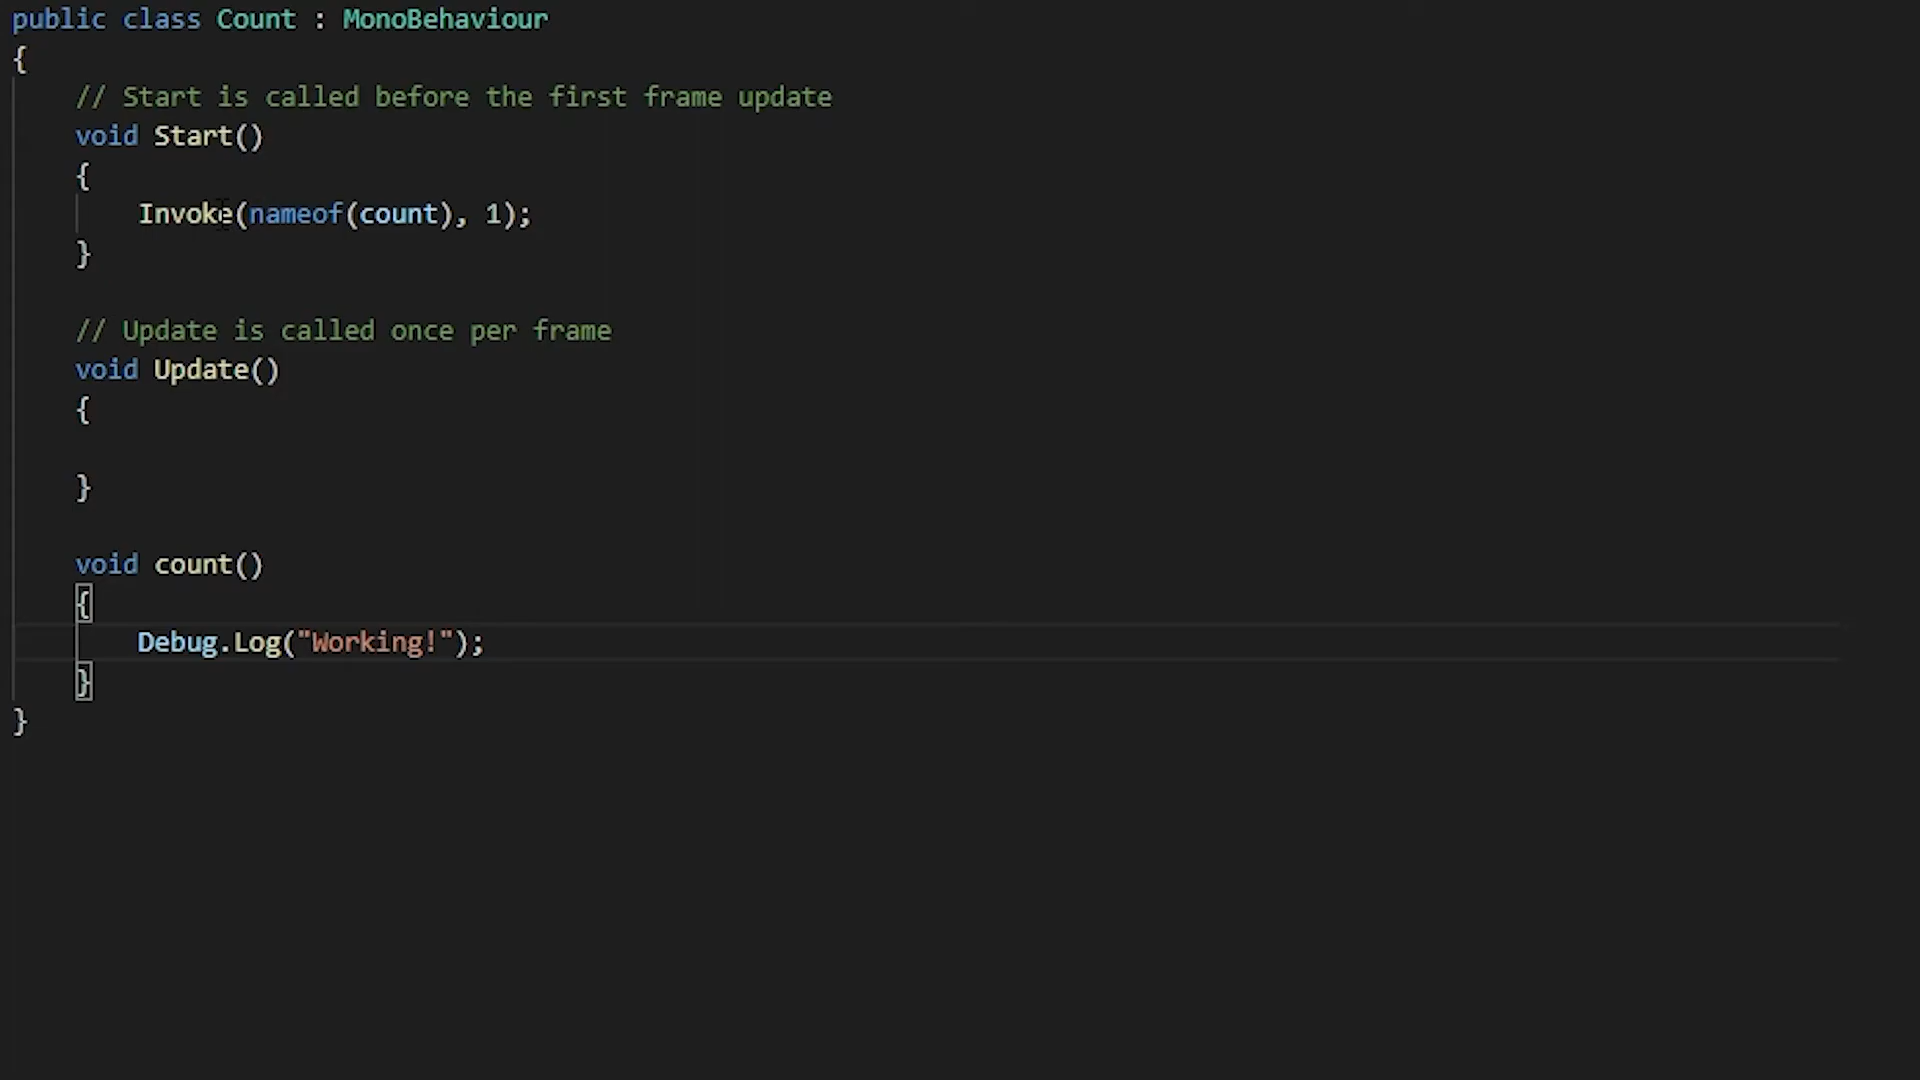 public class Count : MonoBehaviour
{
    // Start is called before the first frame update
    void Start()
    {
        Invoke(nameof(count), 1);
    }

    // Update is called once per frame
    void Update()
    {

    }

    void count()
    {
        Debug.Log("Working!");
    }
}